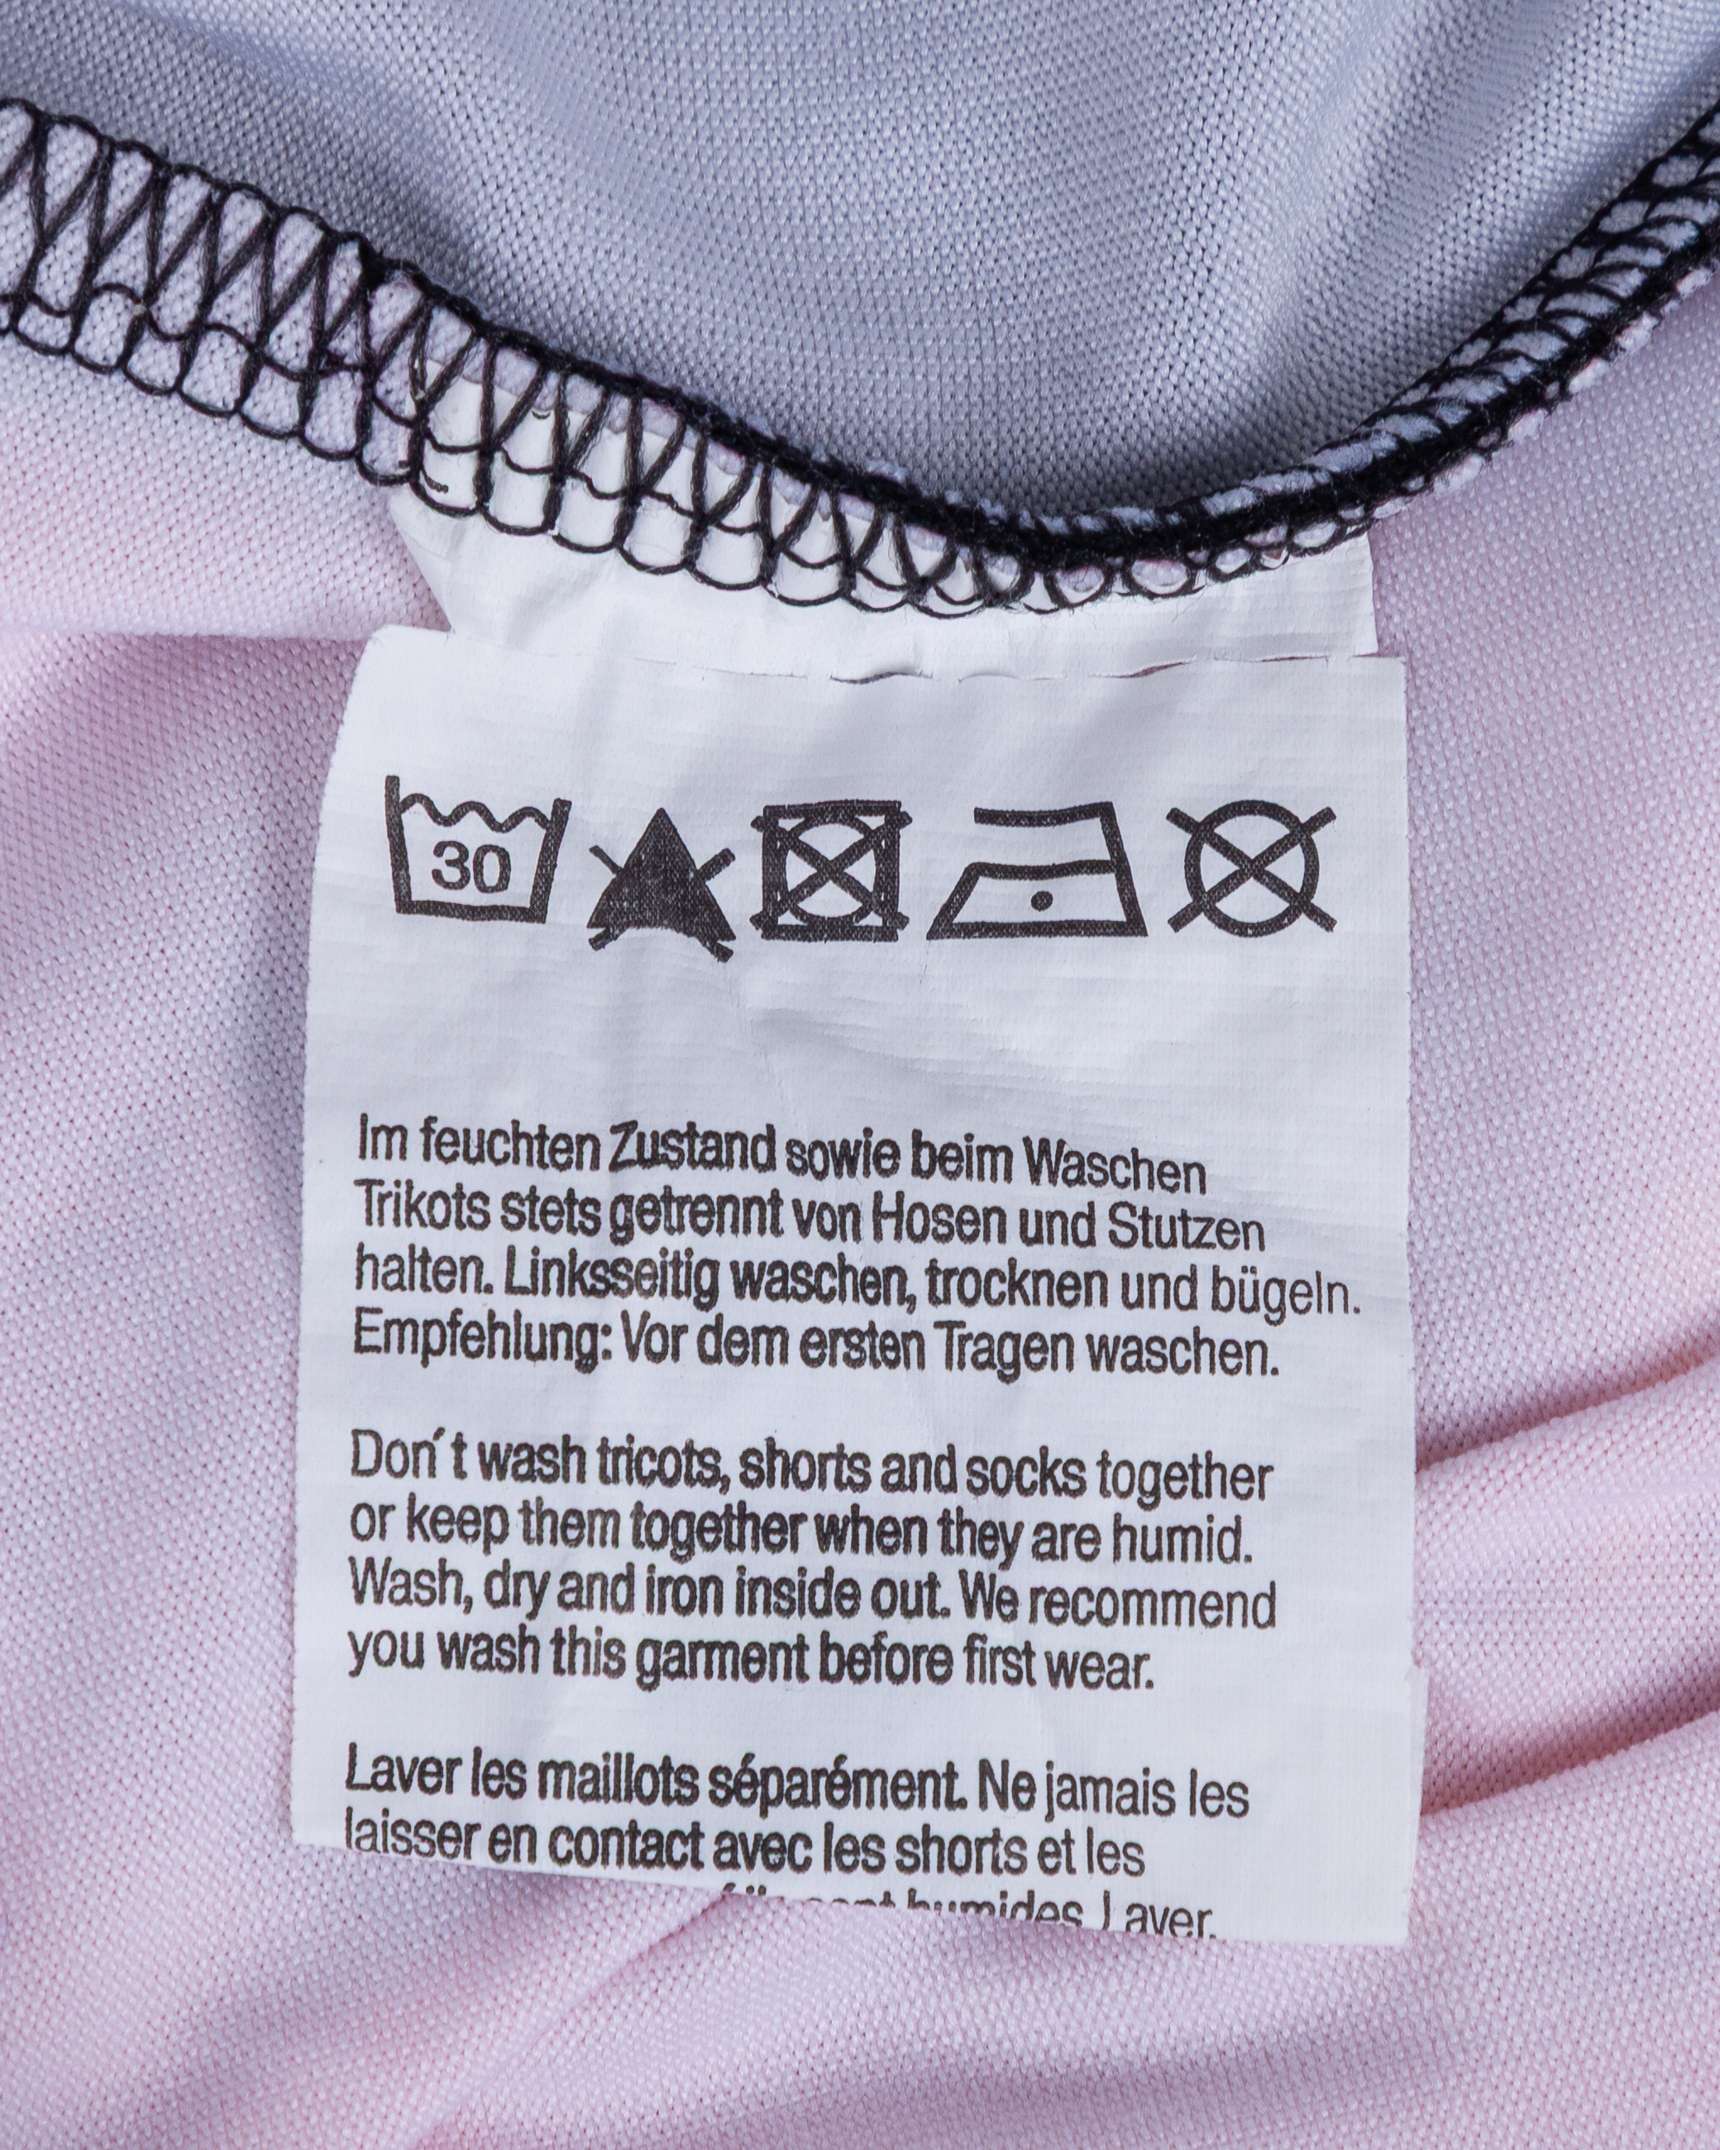 30
Im feuchten Zustand sowie beim Waschen
Trikots stets getrennt von Hosen und Stutzen
halten. Linksseitig waschen, trocknen und bügeln.
Empfehlung: Vor dem ersten Tragen waschen.
Don´t wash tricots, shorts and socks together
or keep them together when they are humid.
Wash, dry and iron inside out. We recommend
you wash this garment before first wear.
Laver les maillots séparément. Ne jamais les
laisser en contact avec les shorts et les
humides. Laver,